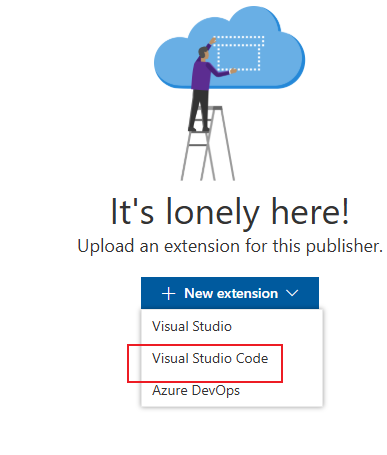 It's lonely here!
Upload an extension for this publisher.
New extension
Visual Studio
Visual Studio Code
Azure DevOps